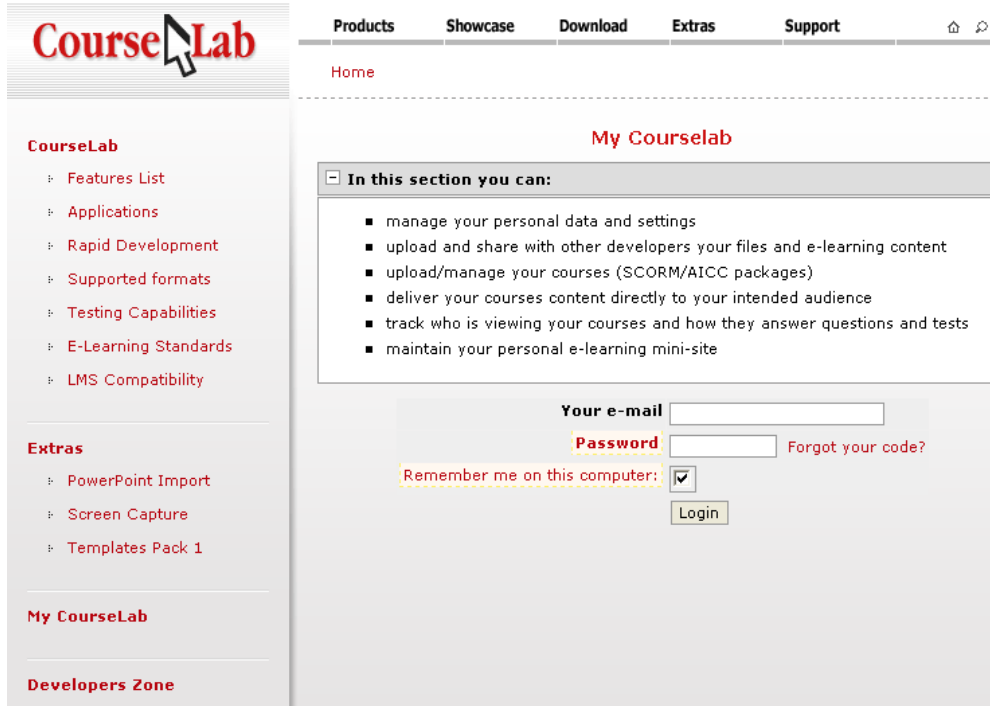 CourseLab
Products Showcase Download Extras Support
Home
CourseLab
Features List
Applications
Rapid Development
Supported formats
Testing Capabilities
E-Learning Standards
LMS Compatibility
Extras
PowerPoint Import
Screen Capture
Templates Pack 1
My CourseLab
Developers Zone
My Courselab
In this section you can:
manage your personal data and settings
upload and share with other developers your files and e-learning content
upload/manage your courses (SCORM/AICC packages)
deliver your courses content directly to your intended audience
track who is viewing your courses and how they answer questions and tests
maintain your personal e-learning mini-site
Your e-mail
Password Forgot your code?
Remember me on this computer:
Login